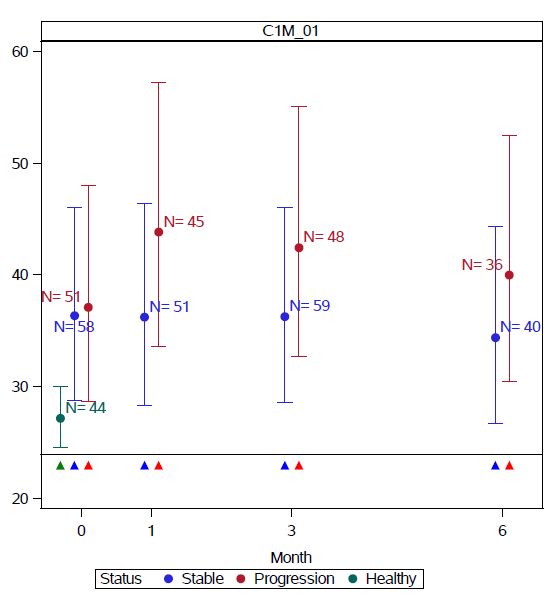 C1M_01
60
50
N= 45
N= 48
N= 36
40
N= 51
N= 51
N= 59
N= 58
N= 40
30
N= 44
20
0 1 3 6
Month
Status Stable Progression Healthy